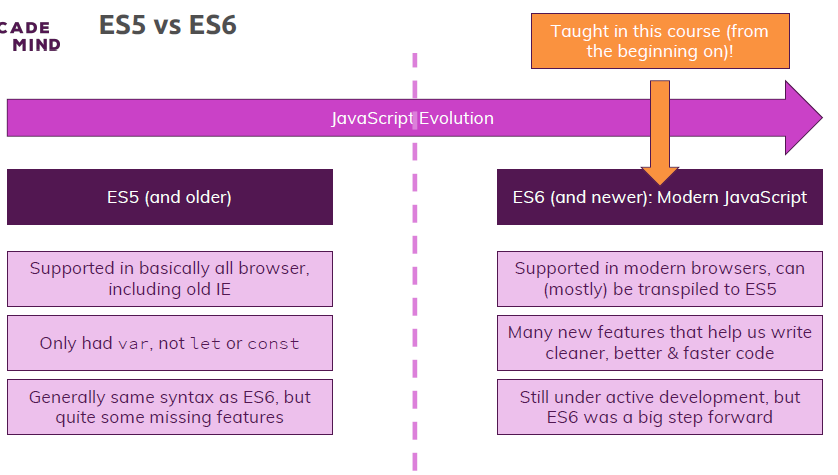 CADE
MIND
ES5 vs ES6
Taught in this course (from
the beginning on)!
JavaScript Evolution
ES5 (and older)
Supported in basically all browser,
including old IE
Only had var, not let or const
Generally same syntax as ES6, but
quite some missing features
ES6 (and newer): Modern JavaScript
Supported in modern browsers, can
(mostly) be transpiled to ES5
Many new features that help us write
cleaner, better & faster code
Still under active development, but
ES6 was a big step forward